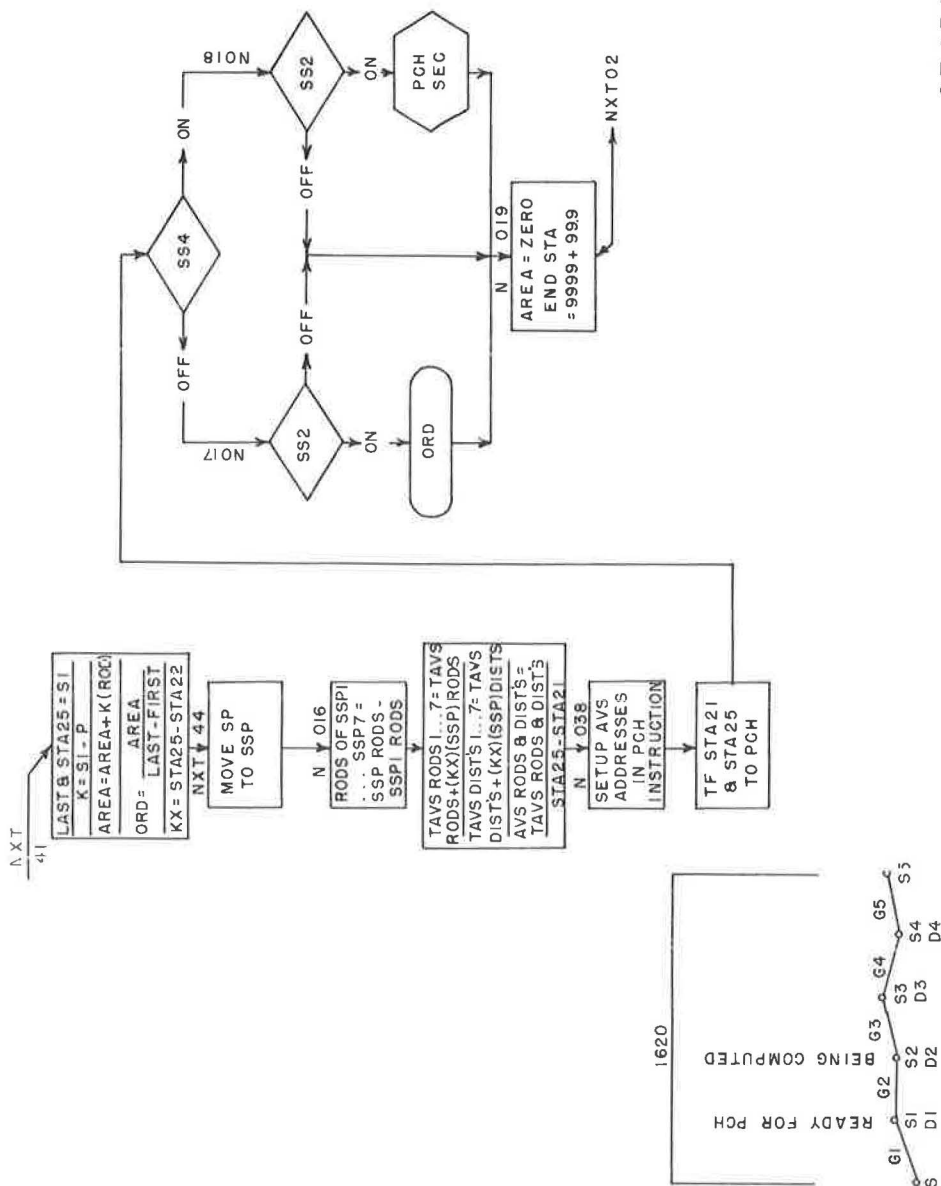 NXT
LAST & STA25 = S1
K = S1 - P
AREA=AREA+K(ROD)
ORD= AREA
LAST-FIRST
KX= STA25-STA22
NXT 44
MOVE SP
TO SSP
N 016
RODS OF SSP1
... SSP7 =
SSP RODS -
SSP1 RODS
TAVS RODS 1...7=TAVS
RODS+(KX)(SSP)RODS
TAVS DIST'S 1...7= TAVS
DIST'S+(KX)(SSP)DISTS
AVS RODS & DIST'S =
TAVS RODS & DIST'S
STA25-STA21
N 038
SETUP AVS
ADDRESSES
IN PCH
INSTRUCTION
TF STA21
& STA25
TO PCH
SS4
OFF
ON
N017
N018
SS2
OFF
OFF
SS2
ON
ON
ORD
PCH
SEC
N 019
AREA = ZERO
END STA
=9999+99.9
NXT02
1620
READY FOR PCH
BEING COMPUTED
G1
G2
G3
G4
G5
S
S1
S2
S3
S4
S5
D1
D2
D3
D4